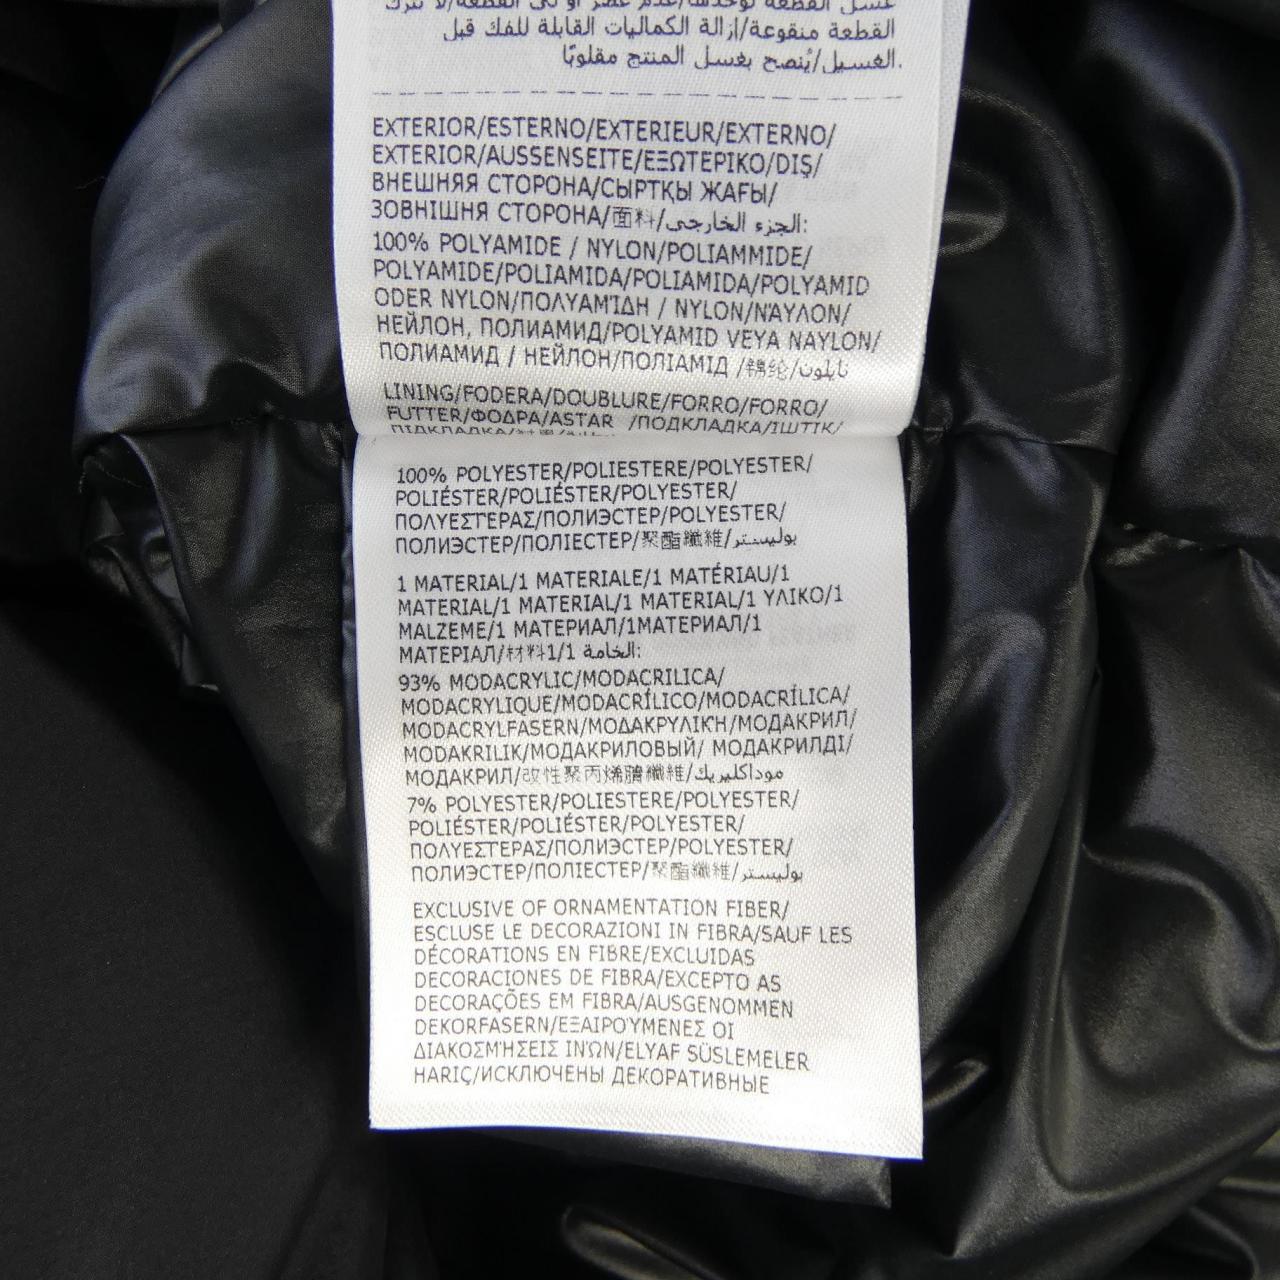 القطعة منقوعة/إزالة الكماليات القابلة للفك قبل
الغسيل/يُنصح بغسل المنتج مقلوبًا.
EXTERIOR/ESTERNO/EXTERIEUR/EXTERNO/
EXTERIOR/AUSSENSEITE/ΕΞΩΤΕΡΙΚΟ/DIŞ/
ВНЕШНЯЯ СТОРОНА/СЫРТҚЫ ЖАҒЫ/
ЗОВНІШНЯ СТОРОНА/面料/الجزء الخارجي:
100% POLYAMIDE / NYLON/POLIAMMIDE/
POLYAMIDE/POLIAMIDA/POLIAMIDA/POLYAMID
ODER NYLON/ΠΟΛΥΑΜΊΔΗ / NYLON/ΝΆΥΛΟΝ/
НЕЙЛОН, ПОЛИАМИД/POLYAMID VEYA NAYLON/
ПОЛИАМИД / НЕЙЛОН/ПОЛІАМІД /锦纶/نايلون
LINING/FODERA/DOUBLURE/FORRO/FORRO/
FUTTER/ΦΟΔΡΑ/ASTAR /ПОДКЛАДКА/ІШТІК/
ПІДКЛАДКА/
100% POLYESTER/POLIESTERE/POLYESTER/
POLIÉSTER/POLIÉSTER/POLYESTER/
ΠΟΛΥΕΣΤΕΡΑΣ/ПОЛИЭСТЕР/POLYESTER/
ПОЛИЭСТЕР/ПОЛІЕСТЕР/聚酯纖維/بوليستر
1 MATERIAL/1 MATERIALE/1 MATÉRIAU/1
MATERIAL/1 MATERIAL/1 MATERIAL/1 ΥΛΙΚΟ/1
MALZEME/1 МАТЕРИАЛ/1МАТЕРИАЛ/1
МАТЕРІАЛ/材料1/1 الخامة:
93% MODACRYLIC/MODACRILICA/
MODACRYLIQUE/MODACRÍLICO/MODACRÍLICA/
MODACRYLFASERN/ΜΟΔΑΚΡΥΛΙΚΉ/МОДАКРИЛ/
MODAKRILIK/МОДАКРИЛОВЫЙ/ МОДАКРИЛДІ/
МОДАКРИЛ/改性聚丙烯腈纖維/موداكليريك
7% POLYESTER/POLIESTERE/POLYESTER/
POLIÉSTER/POLIÉSTER/POLYESTER/
ΠΟΛΥΕΣΤΕΡΑΣ/ПОЛИЭСТЕР/POLYESTER/
ПОЛИЭСТЕР/ПОЛІЕСТЕР/聚酯纖維/بوليستر
EXCLUSIVE OF ORNAMENTATION FIBER/
ESCLUSE LE DECORAZIONI IN FIBRA/SAUF LES
DÉCORATIONS EN FIBRE/EXCLUIDAS
DECORACIONES DE FIBRA/EXCEPTO AS
DECORAÇÕES EM FIBRA/AUSGENOMMEN
DEKORFASERN/ΕΞΑΙΡΟΎΜΕΝΕΣ ΟΙ
ΔΙΑΚΟΣΜΉΣΕΙΣ ΙΝΏΝ/ELYAF SÜSLEMELER
HARIÇ/ИСКЛЮЧЕНЫ ДЕКОРАТИВНЫЕ